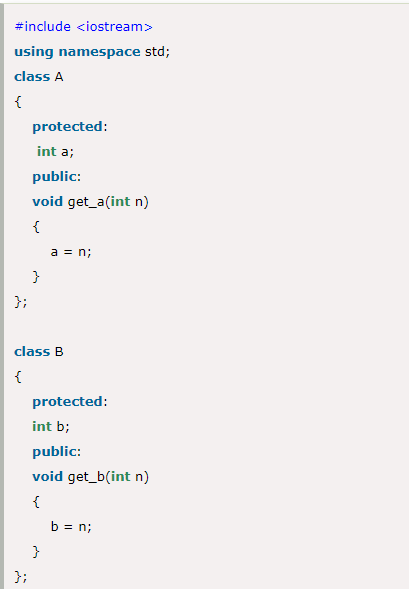 #include <iostream>
using namespace std;
class A
{
protected:
int a;
public:
void get_a(int n)
{
a = n;
}
};
class B
{
protected:
int b;
public:
void get_b(int n)
{
b = n;
}
};